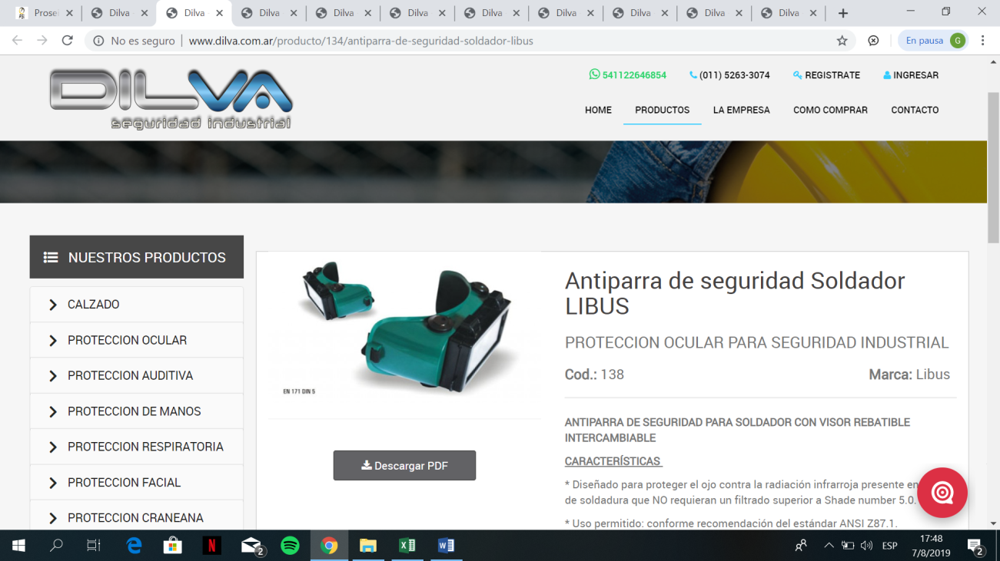 Prosei
Dilva
Dilva
Dilva
Dilva
Dilva
Dilva
Dilva
Dilva
Dilva
Dilva
No es seguro | www.dilva.com.ar/producto/134/antiparra-de-seguridad-soldador-libus
En pausa G
DILVA
seguridad industrial
541122646854
(011) 5263-3074
REGISTRATE
INGRESAR
HOME
PRODUCTOS
LA EMPRESA
COMO COMPRAR
CONTACTO
NUESTROS PRODUCTOS
CALZADO
PROTECCION OCULAR
PROTECCION AUDITIVA
PROTECCION DE MANOS
PROTECCION RESPIRATORIA
PROTECCION FACIAL
PROTECCION CRANEANA
EN 171 DIN 5
Descargar PDF
Antiparra de seguridad Soldador
LIBUS
PROTECCION OCULAR PARA SEGURIDAD INDUSTRIAL
Cod.: 138
Marca: Libus
ANTIPARRA DE SEGURIDAD PARA SOLDADOR CON VISOR REBATIBLE
INTERCAMBIABLE
CARACTERÍSTICAS
* Diseñado para proteger el ojo contra la radiación infrarroja presente en
de soldadura que NO requieran un filtrado superior a Shade number 5.0.
* Uso permitido: conforme recomendación del estándar ANSI Z87.1.
2
ESP
17:48
7/8/2019
2